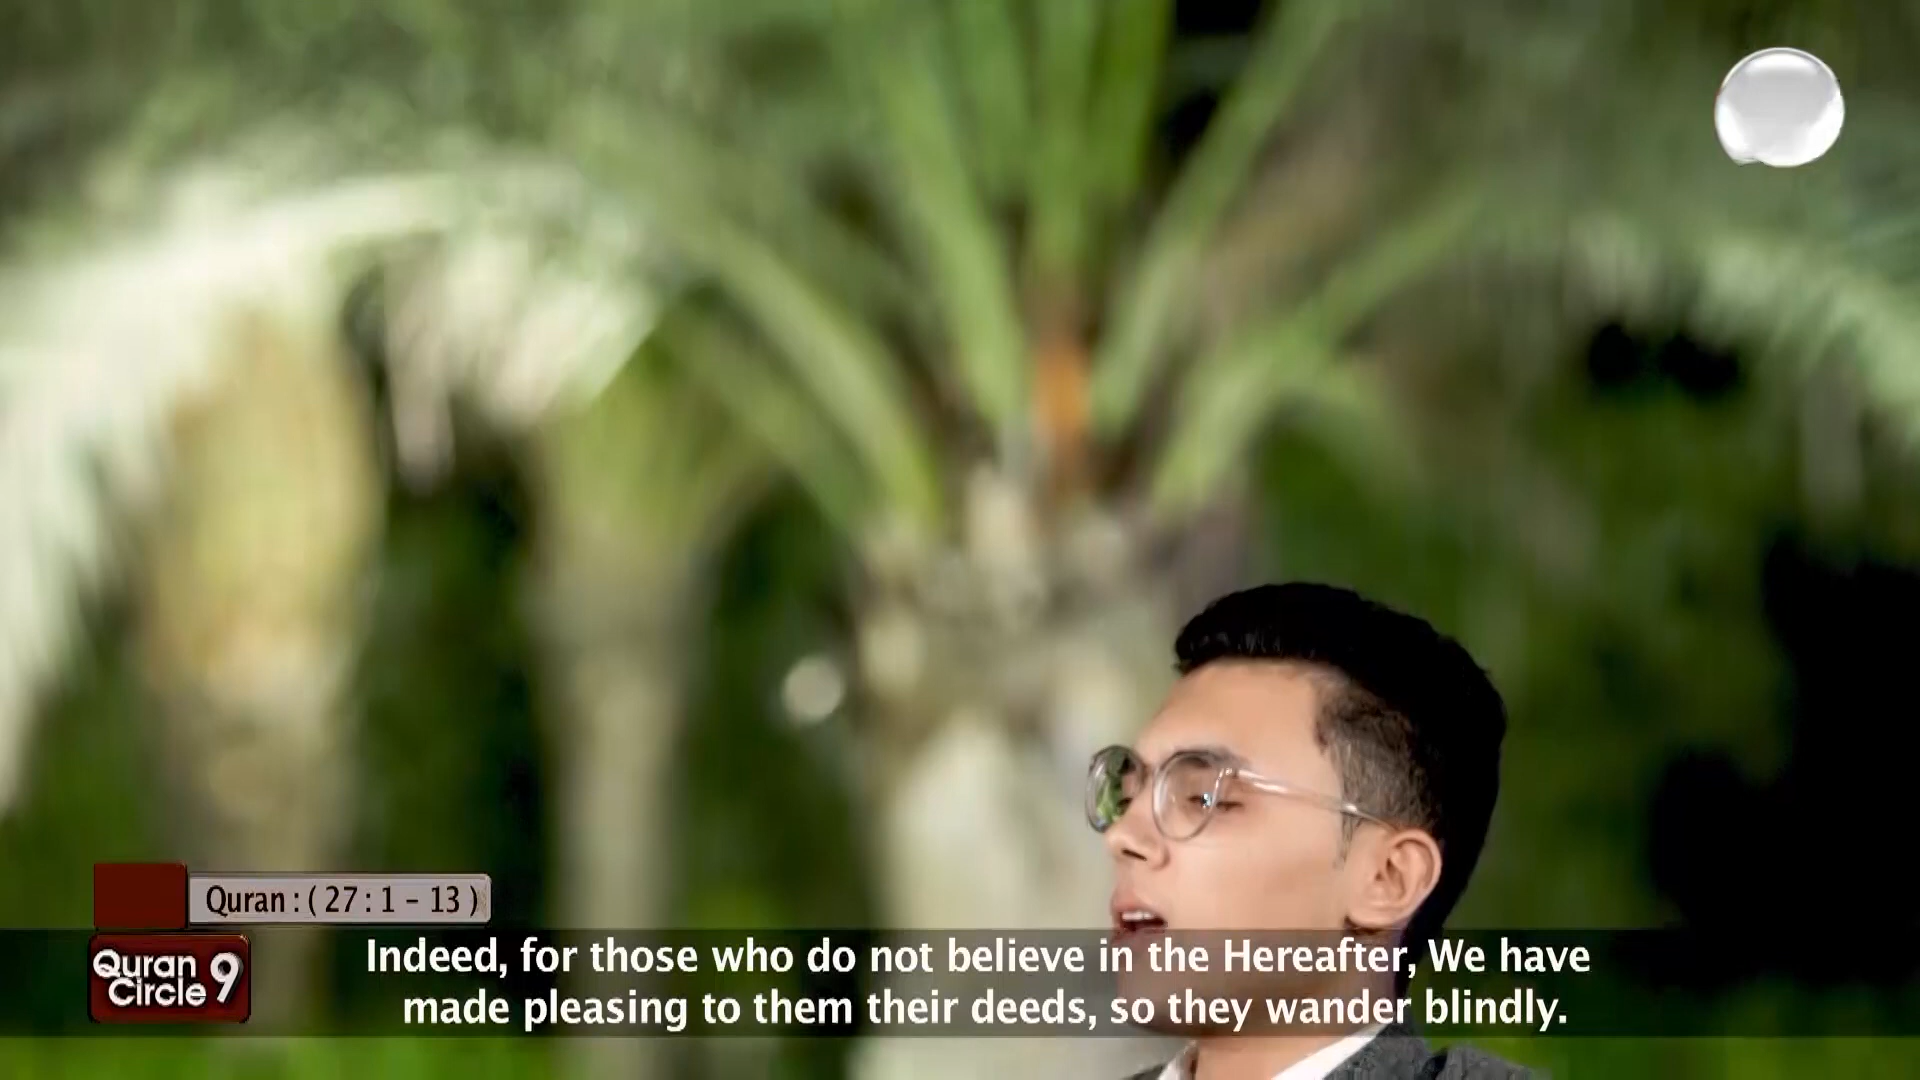 Quran : ( 27 : 1 - 13 )
Quran
Circle 9
Indeed, for those who do not believe in the Hereafter, We have
made pleasing to them their deeds, so they wander blindly.